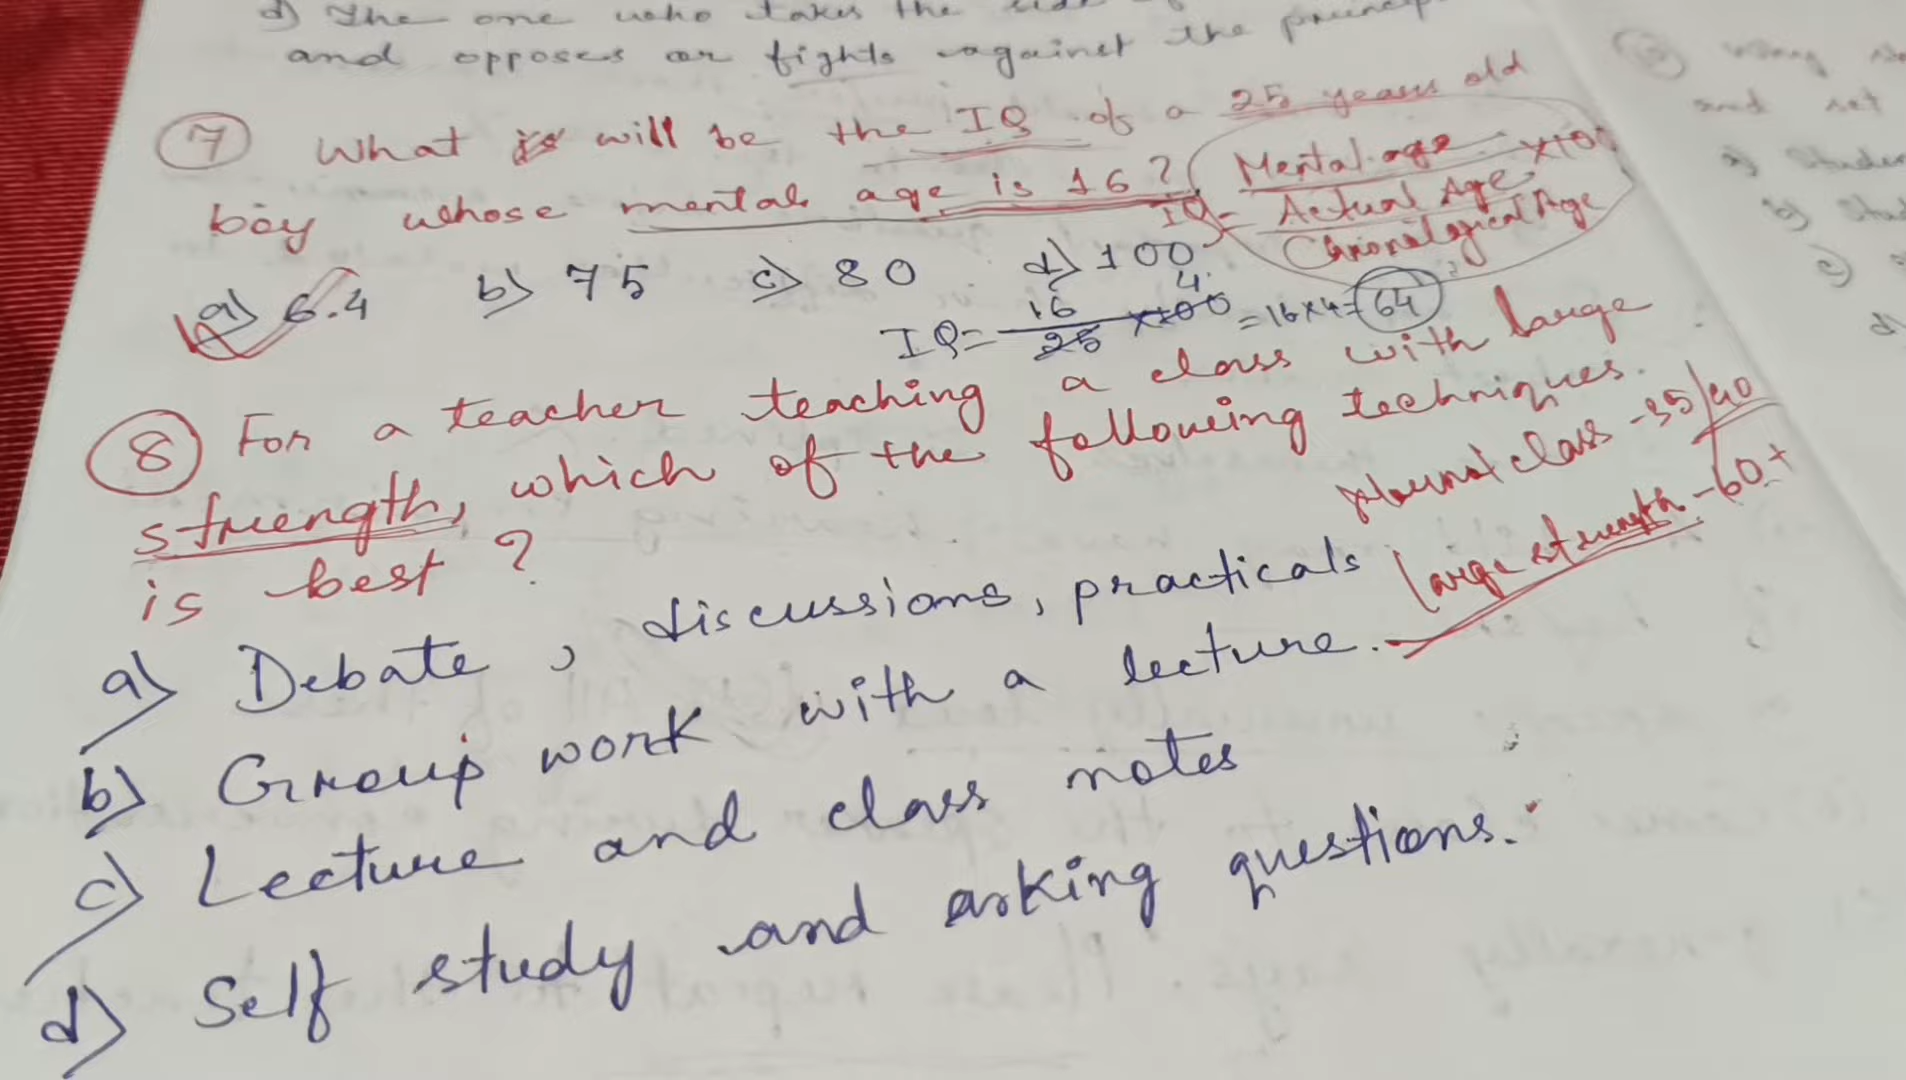 d) The one who takes the
and opposes or fights against the
⑦ What is will be the IQ of a 25 years old
boy whose mental age is 16?
IQ = Mental age × 100
Actual Age
Chronological Age
a) 6.4 b) 75 c) 80 d) 100
IQ = 16/25 × 100 4 = 16×4 = 64
⑧ For a teacher teaching a class with large
strength, which of the following techniques.
is best?
class - 35/40
large strength - 60+
a) Debate, discussions, practicals
b) Group work with a lecture.
c) Lecture and class notes
d) Self study and asking questions.
and not
a)
b)
c)
d)